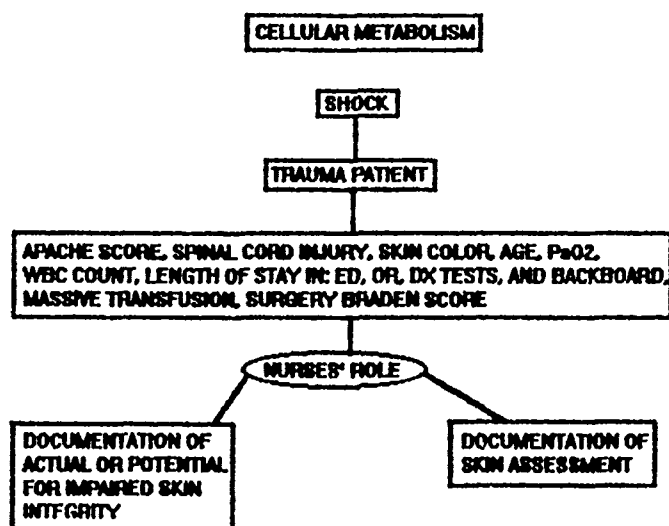 CELLULAR METABOLISM
SHOCK
TRAUMA PATIENT
APACHE SCORE, SPINAL CORD INJURY, SKIN COLOR, AGE, PaO2,
WBC COUNT, LENGTH OF STAY IN: ED, OR, DX TESTS, AND BACKBOARD,
MASSIVE TRANSFUSION, SURGERY BRADEN SCORE
NURSES' ROLE
DOCUMENTATION OF
ACTUAL OR POTENTIAL
FOR IMPAIRED SKIN
INTEGRITY
DOCUMENTATION OF
SKIN ASSESSMENT